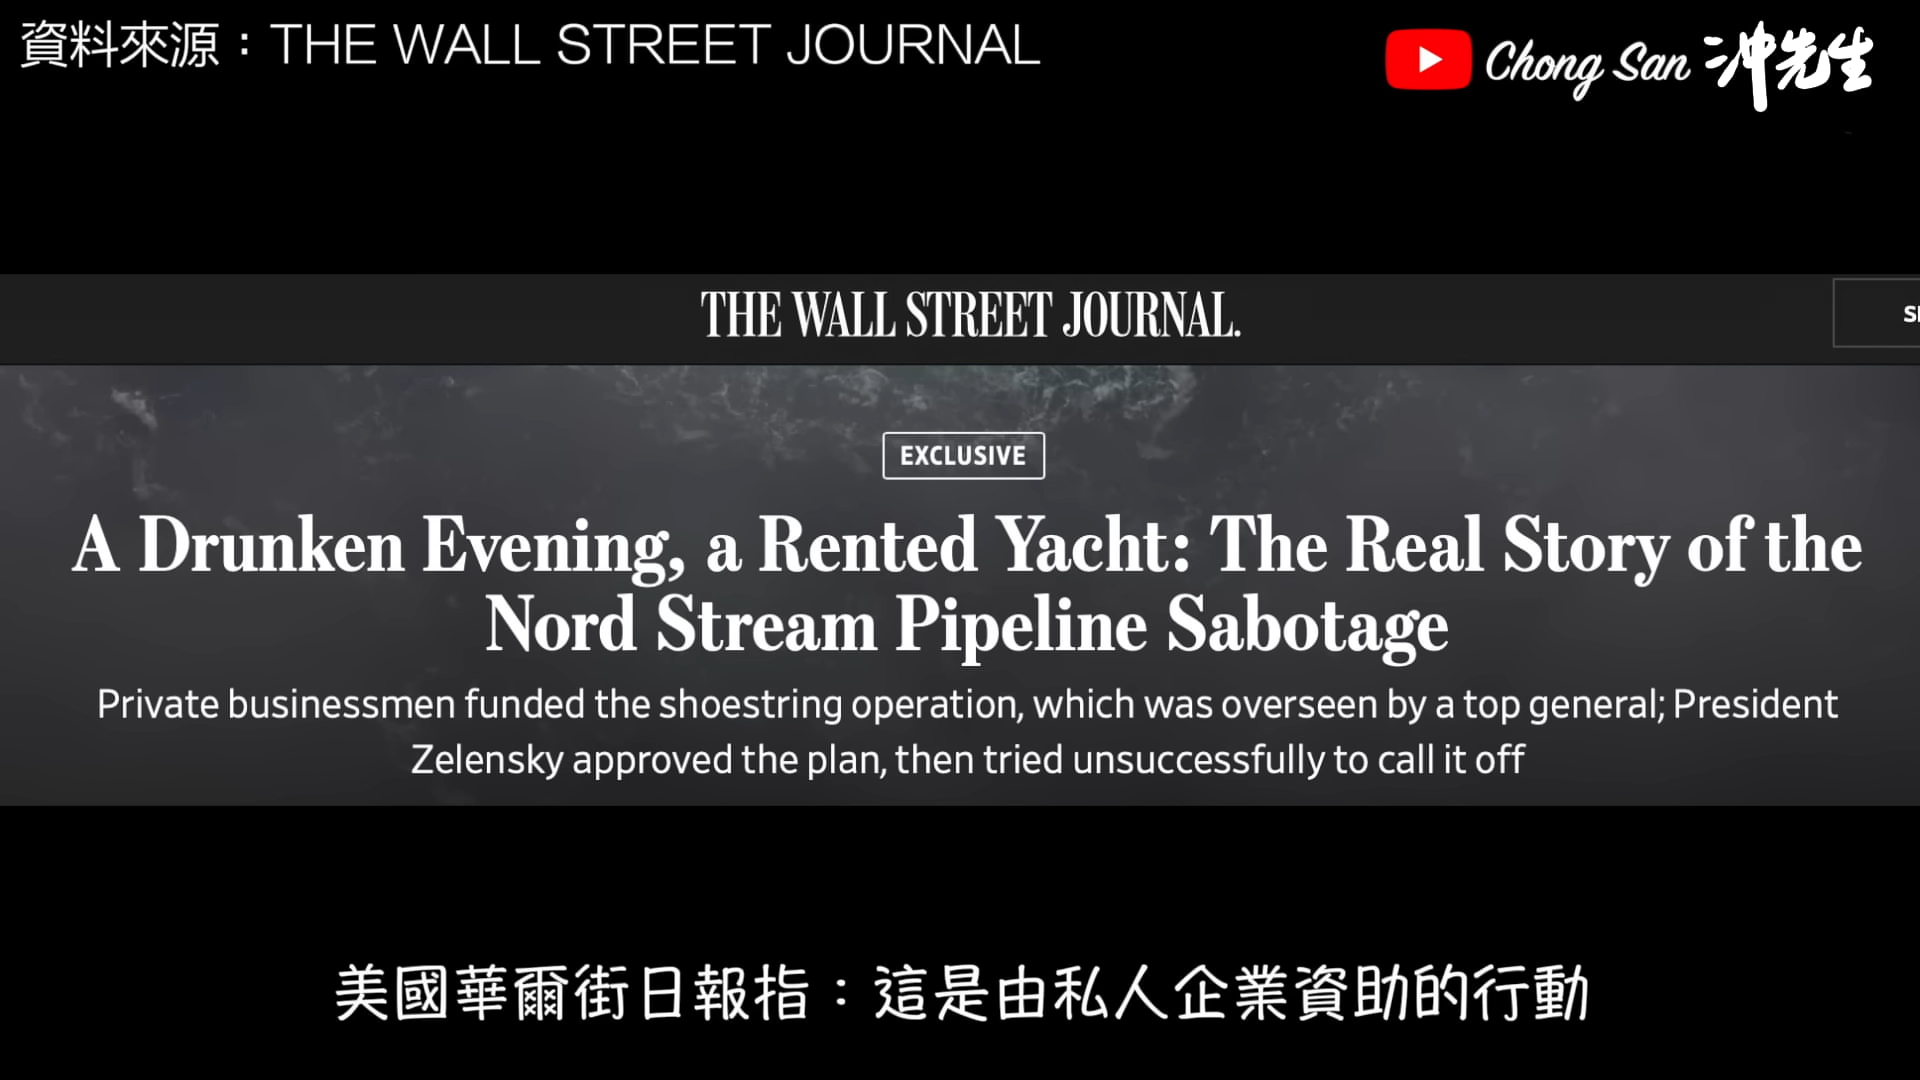 資料來源：THE WALL STREET JOURNAL
Chong San 沖先生
THE WALL STREET JOURNAL.
EXCLUSIVE
A Drunken Evening, a Rented Yacht: The Real Story of the
Nord Stream Pipeline Sabotage
Private businessmen funded the shoestring operation, which was overseen by a top general; President
Zelensky approved the plan, then tried unsuccessfully to call it off
美國華爾街日報指：這是由私人企業資助的行動